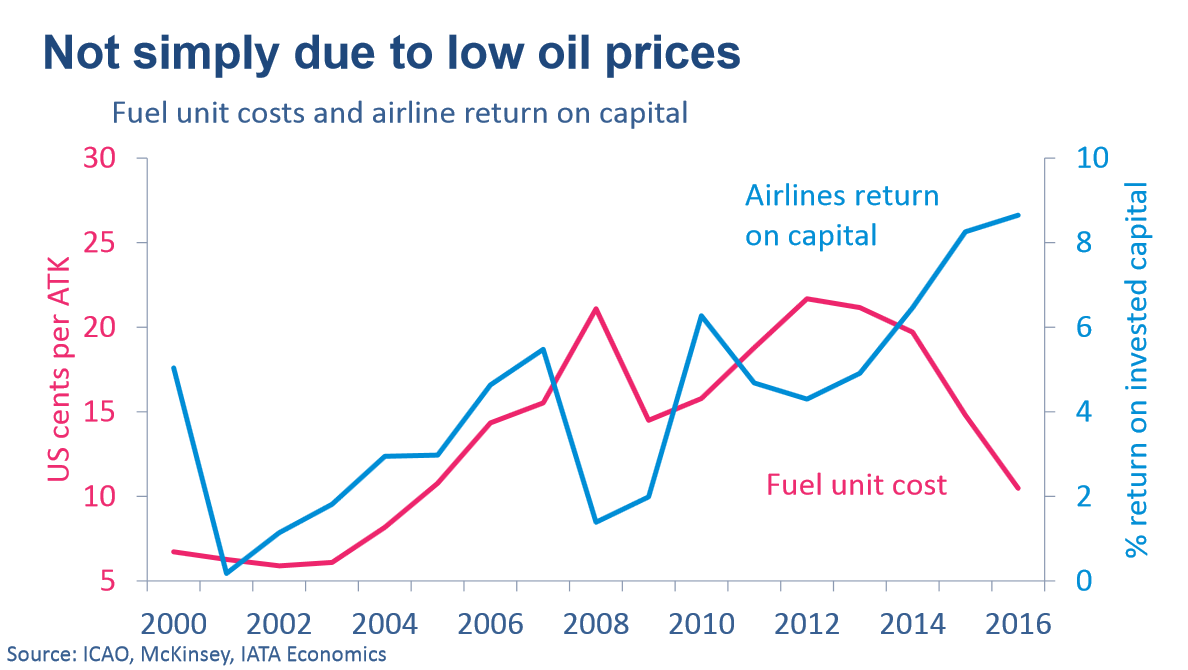 Not simply due to low oil prices
Fuel unit costs and airline return on capital
30
25
20
15
10
5
US cents per ATK
Airlines return
on capital
Fuel unit cost
10
8
6
4
2
0
% return on invested capital
2000 2002 2004 2006 2008 2010 2012 2014 2016
Source: ICAO, McKinsey, IATA Economics